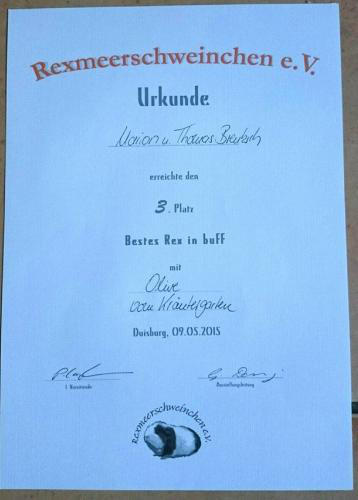 Rexmeerschweinchen e.V.
Urkunde
Marion u. Thomas Breitbach
erreichte den
3. Platz
Bestes Rex in buff
mit
Olive
vom Kräutergarten
Duisburg, 09.05.2015
1. Vorsitzende
Ausstellungsleitung
Rexmeerschweinchen e.V.